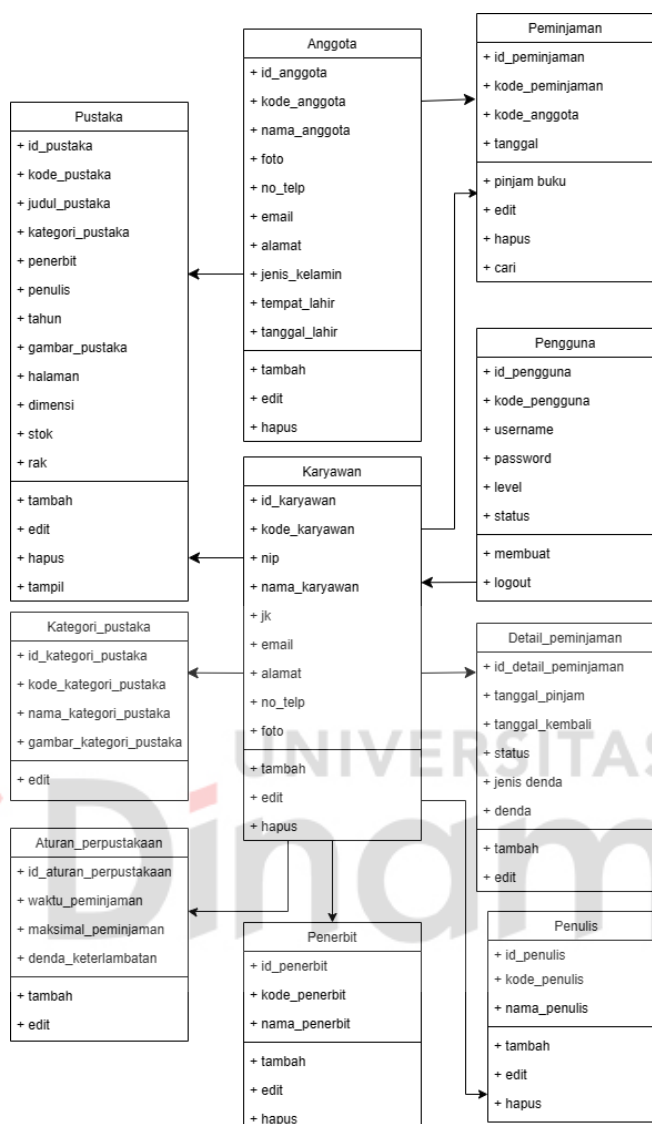 Pustaka
+ id_pustaka
+ kode_pustaka
+ judul_pustaka
+ kategori_pustaka
+ penerbit
+ penulis
+ tahun
+ gambar_pustaka
+ halaman
+ dimensi
+ stok
+ rak
+ tambah
+ edit
+ hapus
+ tampil
Kategori_pustaka
+ id_kategori_pustaka
+ kode_kategori_pustaka
+ nama_kategori_pustaka
+ gambar_kategori_pustaka
+ edit
Aturan_perpustakaan
+ id_aturan_perpustakaan
+ waktu_peminjaman
+ maksimal_peminjaman
+ denda_keterlambatan
+ tambah
+ edit
Anggota
+ id_anggota
+ kode_anggota
+ nama_anggota
+ foto
+ no_telp
+ email
+ alamat
+ jenis_kelamin
+ tempat_lahir
+ tanggal_lahir
+ tambah
+ edit
+ hapus
Karyawan
+ id_karyawan
+ kode_karyawan
+ nip
+ nama_karyawan
+ jk
+ email
+ alamat
+ no_telp
+ foto
+ tambah
+ edit
+ hapus
Penerbit
+ id_penerbit
+ kode_penerbit
+ nama_penerbit
+ tambah
+ edit
+ hapus
Peminjaman
+ id_peminjaman
+ kode_peminjaman
+ kode_anggota
+ tanggal
+ pinjam buku
+ edit
+ hapus
+ cari
Pengguna
+ id_pengguna
+ kode_pengguna
+ username
+ password
+ level
+ status
+ membuat
+ logout
Detail_peminjaman
+ id_detail_peminjaman
+ tanggal_pinjam
+ tanggal_kembali
+ status
+ jenis denda
+ denda
+ tambah
+ edit
Penulis
+ id_penulis
+ kode_penulis
+ nama_penulis
+ tambah
+ edit
+ hapus
UNIVERSITAS
Dinam